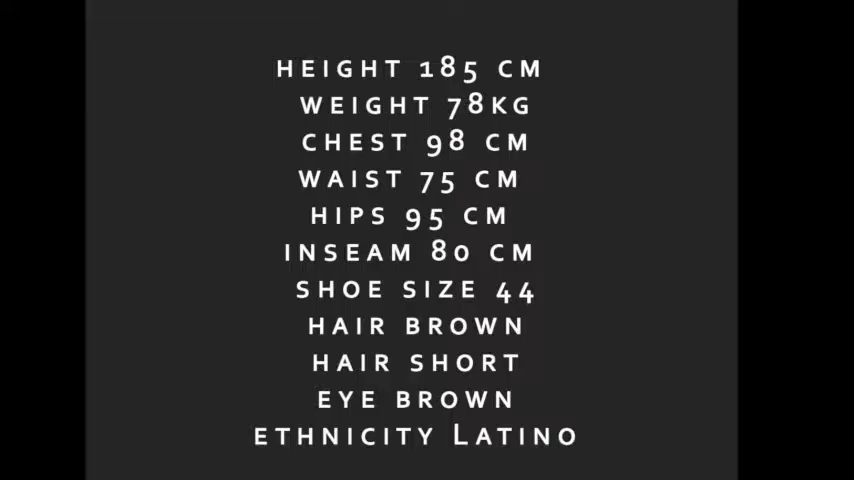 HEIGHT 185 CM
WEIGHT 78KG
CHEST 98 CM
WAIST 75 CM
HIPS 95 CM
INSEAM 80 CM
SHOE SIZE 44
HAIR BROWN
HAIR SHORT
EYE BROWN
ETHNICITY LATINO